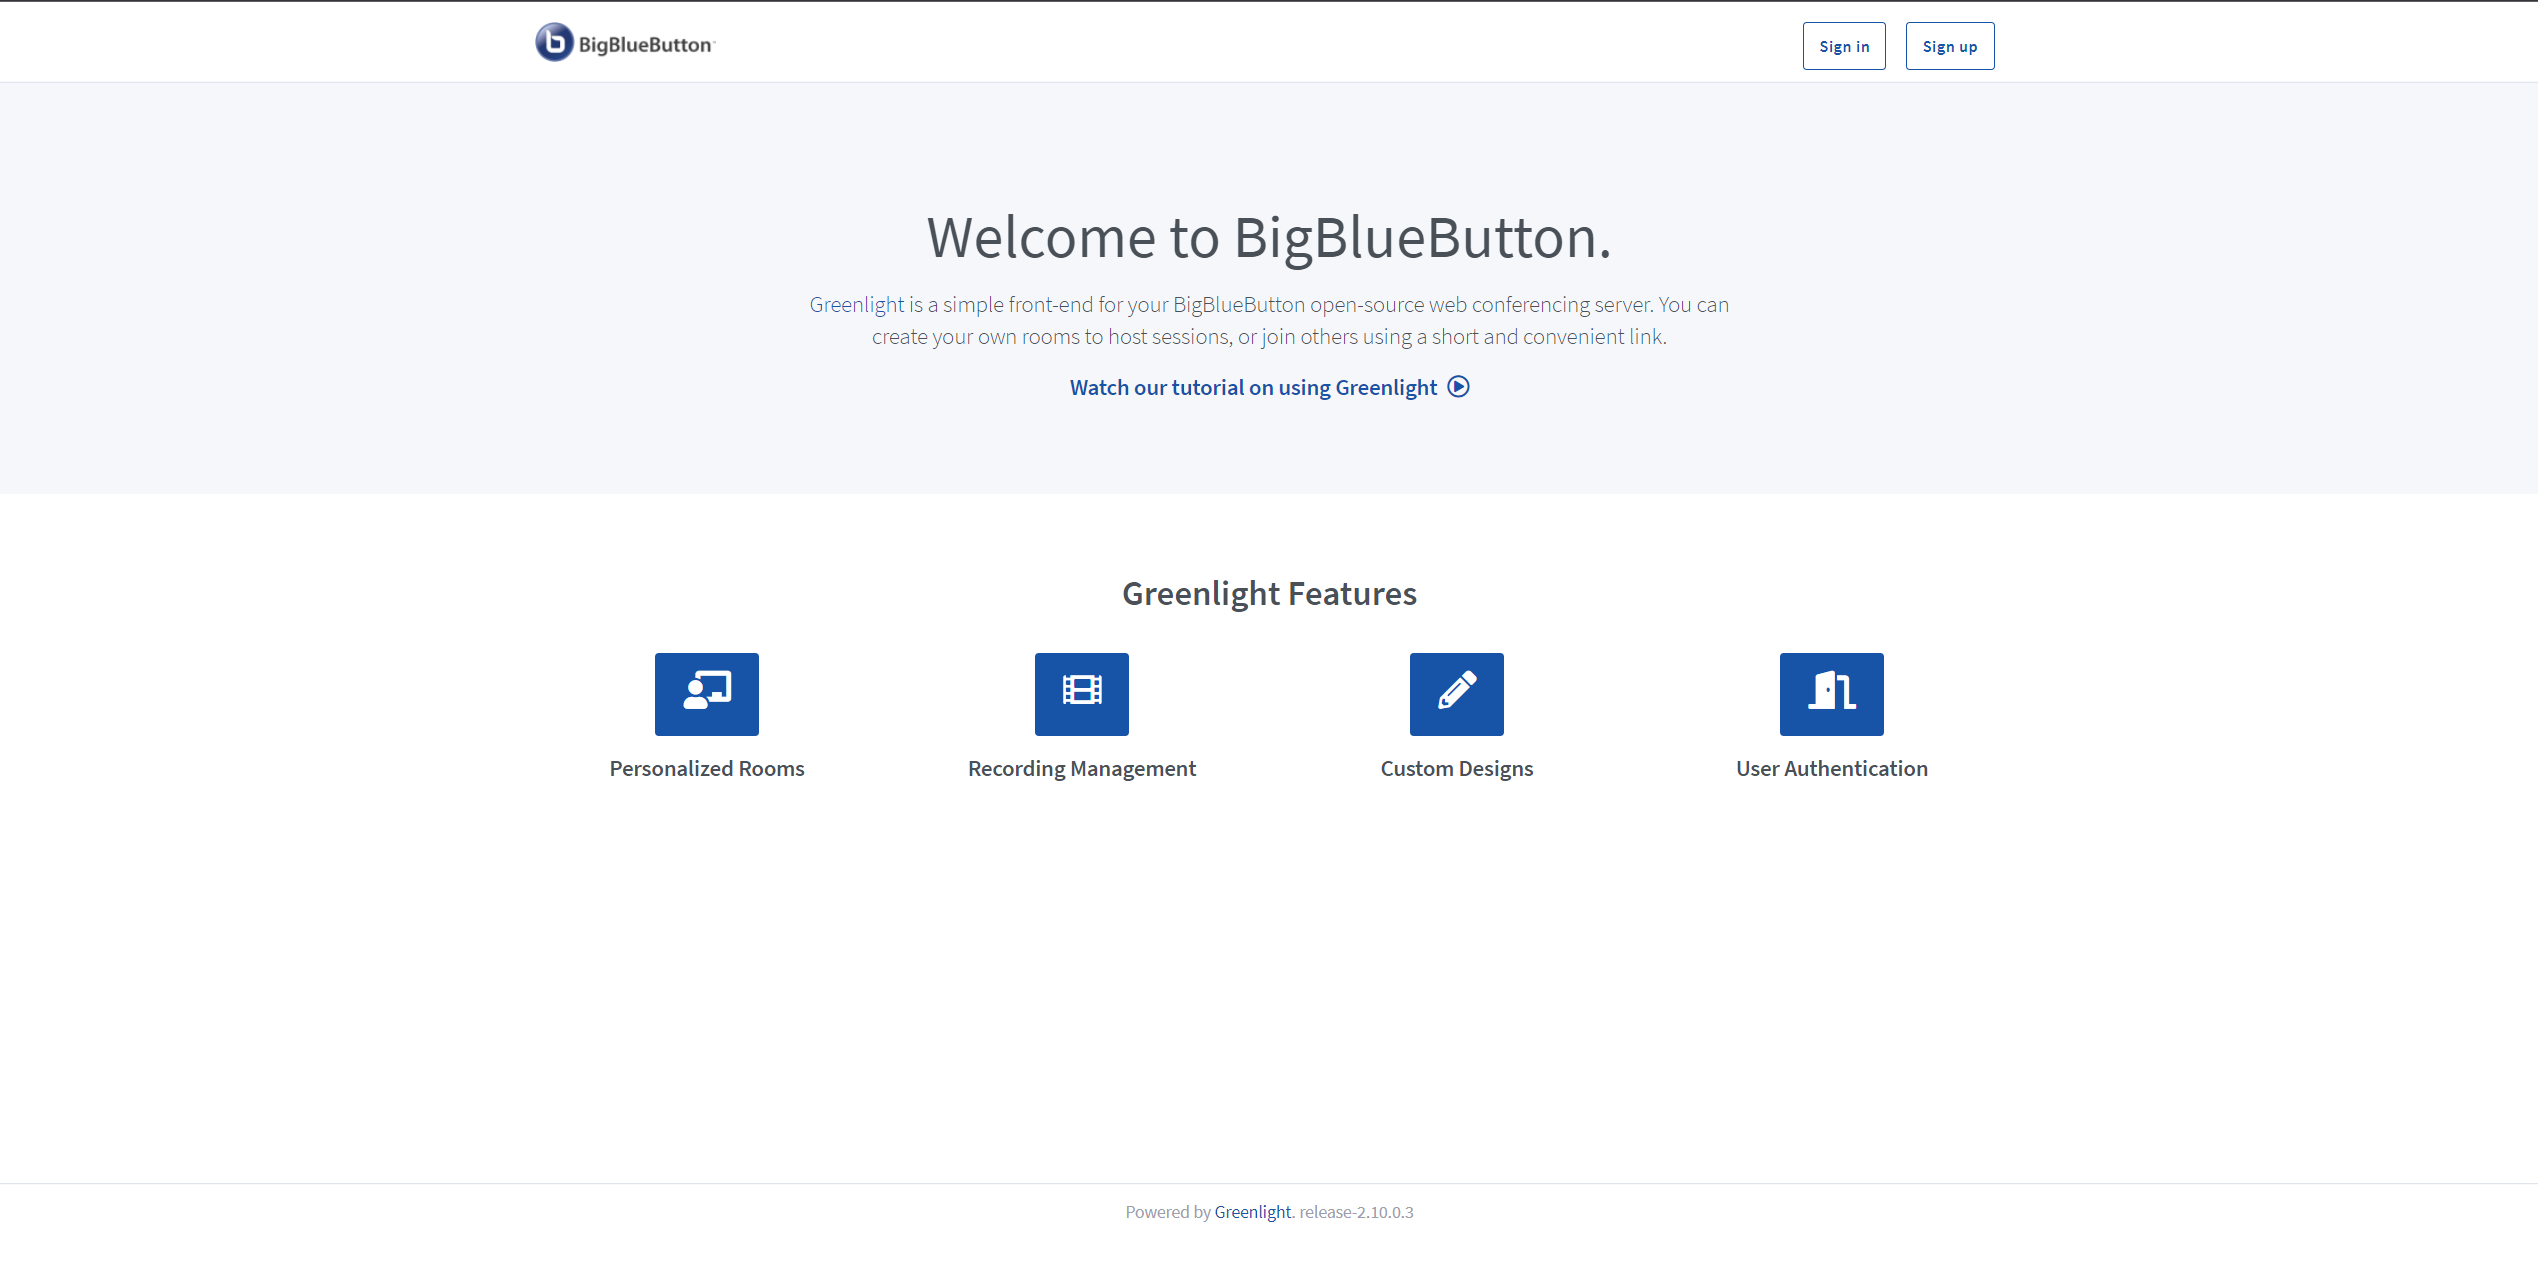 BigBlueButton
Sign in
Sign up
Welcome to BigBlueButton.
Greenlight is a simple front-end for your BigBlueButton open-source web conferencing server. You can
create your own rooms to host sessions, or join others using a short and convenient link.
Watch our tutorial on using Greenlight
Greenlight Features
Personalized Rooms
Recording Management
Custom Designs
User Authentication
Powered by Greenlight. release-2.10.0.3